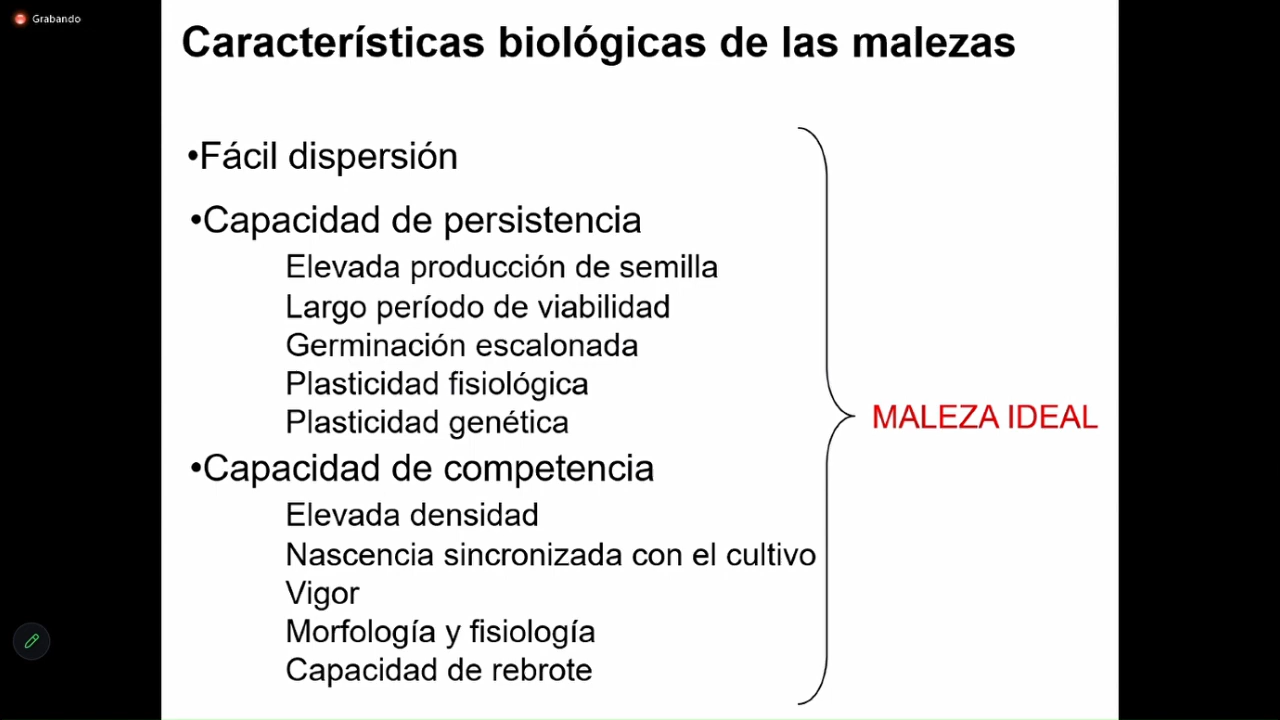 Grabando
Características biológicas de las malezas
•Fácil dispersión
•Capacidad de persistencia
Elevada producción de semilla
Largo período de viabilidad
Germinación escalonada
Plasticidad fisiológica
Plasticidad genética
MALEZA IDEAL
•Capacidad de competencia
Elevada densidad
Nascencia sincronizada con el cultivo
Vigor
Morfología y fisiología
Capacidad de rebrote